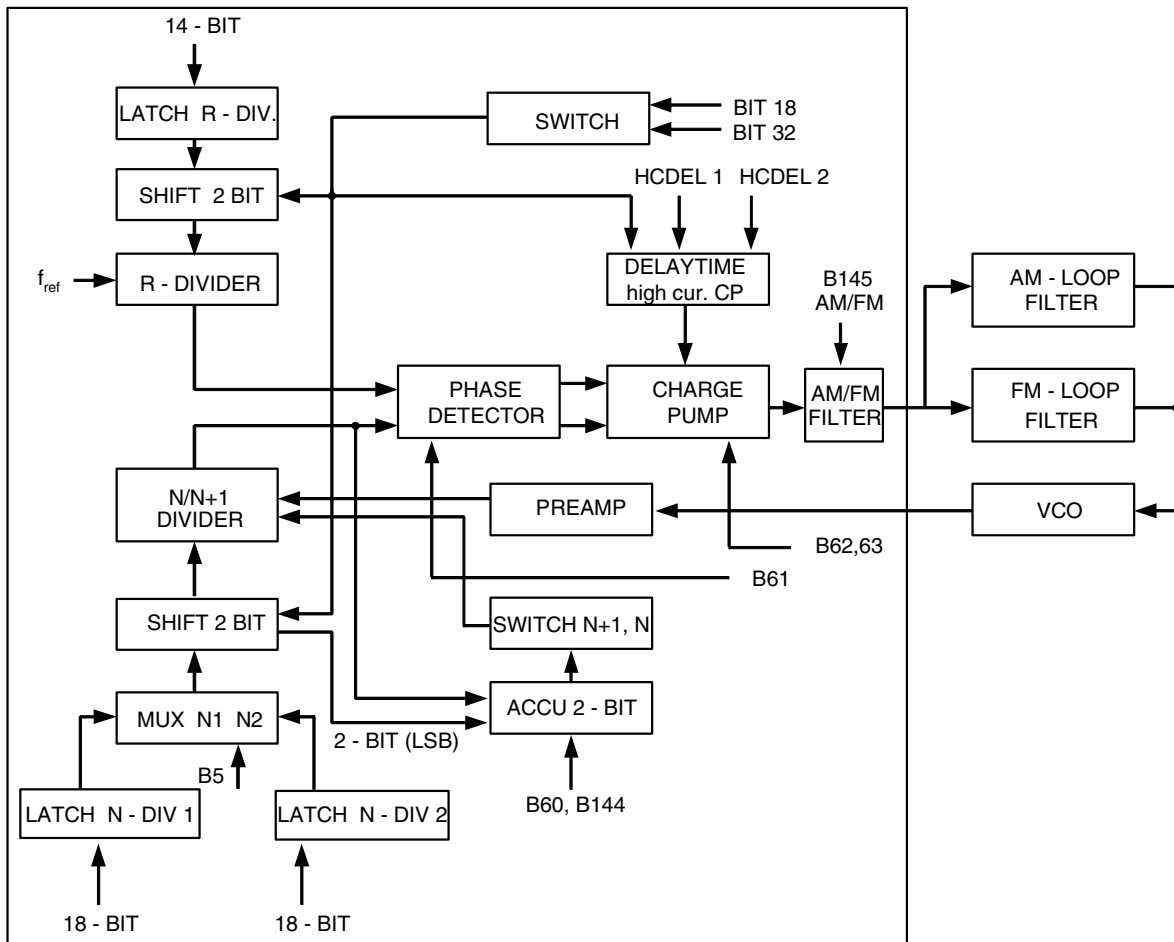 14 - BIT
LATCH R - DIV.
SWITCH
BIT 18
BIT 32
SHIFT 2 BIT
HCDEL 1
HCDEL 2
f_ref
R - DIVIDER
DELAYTIME
high cur. CP
B145
AM/FM
AM - LOOP
FILTER
PHASE
DETECTOR
CHARGE
PUMP
AM/FM
FILTER
FM - LOOP
FILTER
N/N+1
DIVIDER
PREAMP
VCO
B62,63
B61
SHIFT 2 BIT
SWITCH N+1, N
MUX N1 N2
ACCU 2 - BIT
2 - BIT (LSB)
B5
B60, B144
LATCH N - DIV 1
LATCH N - DIV 2
18 - BIT
18 - BIT